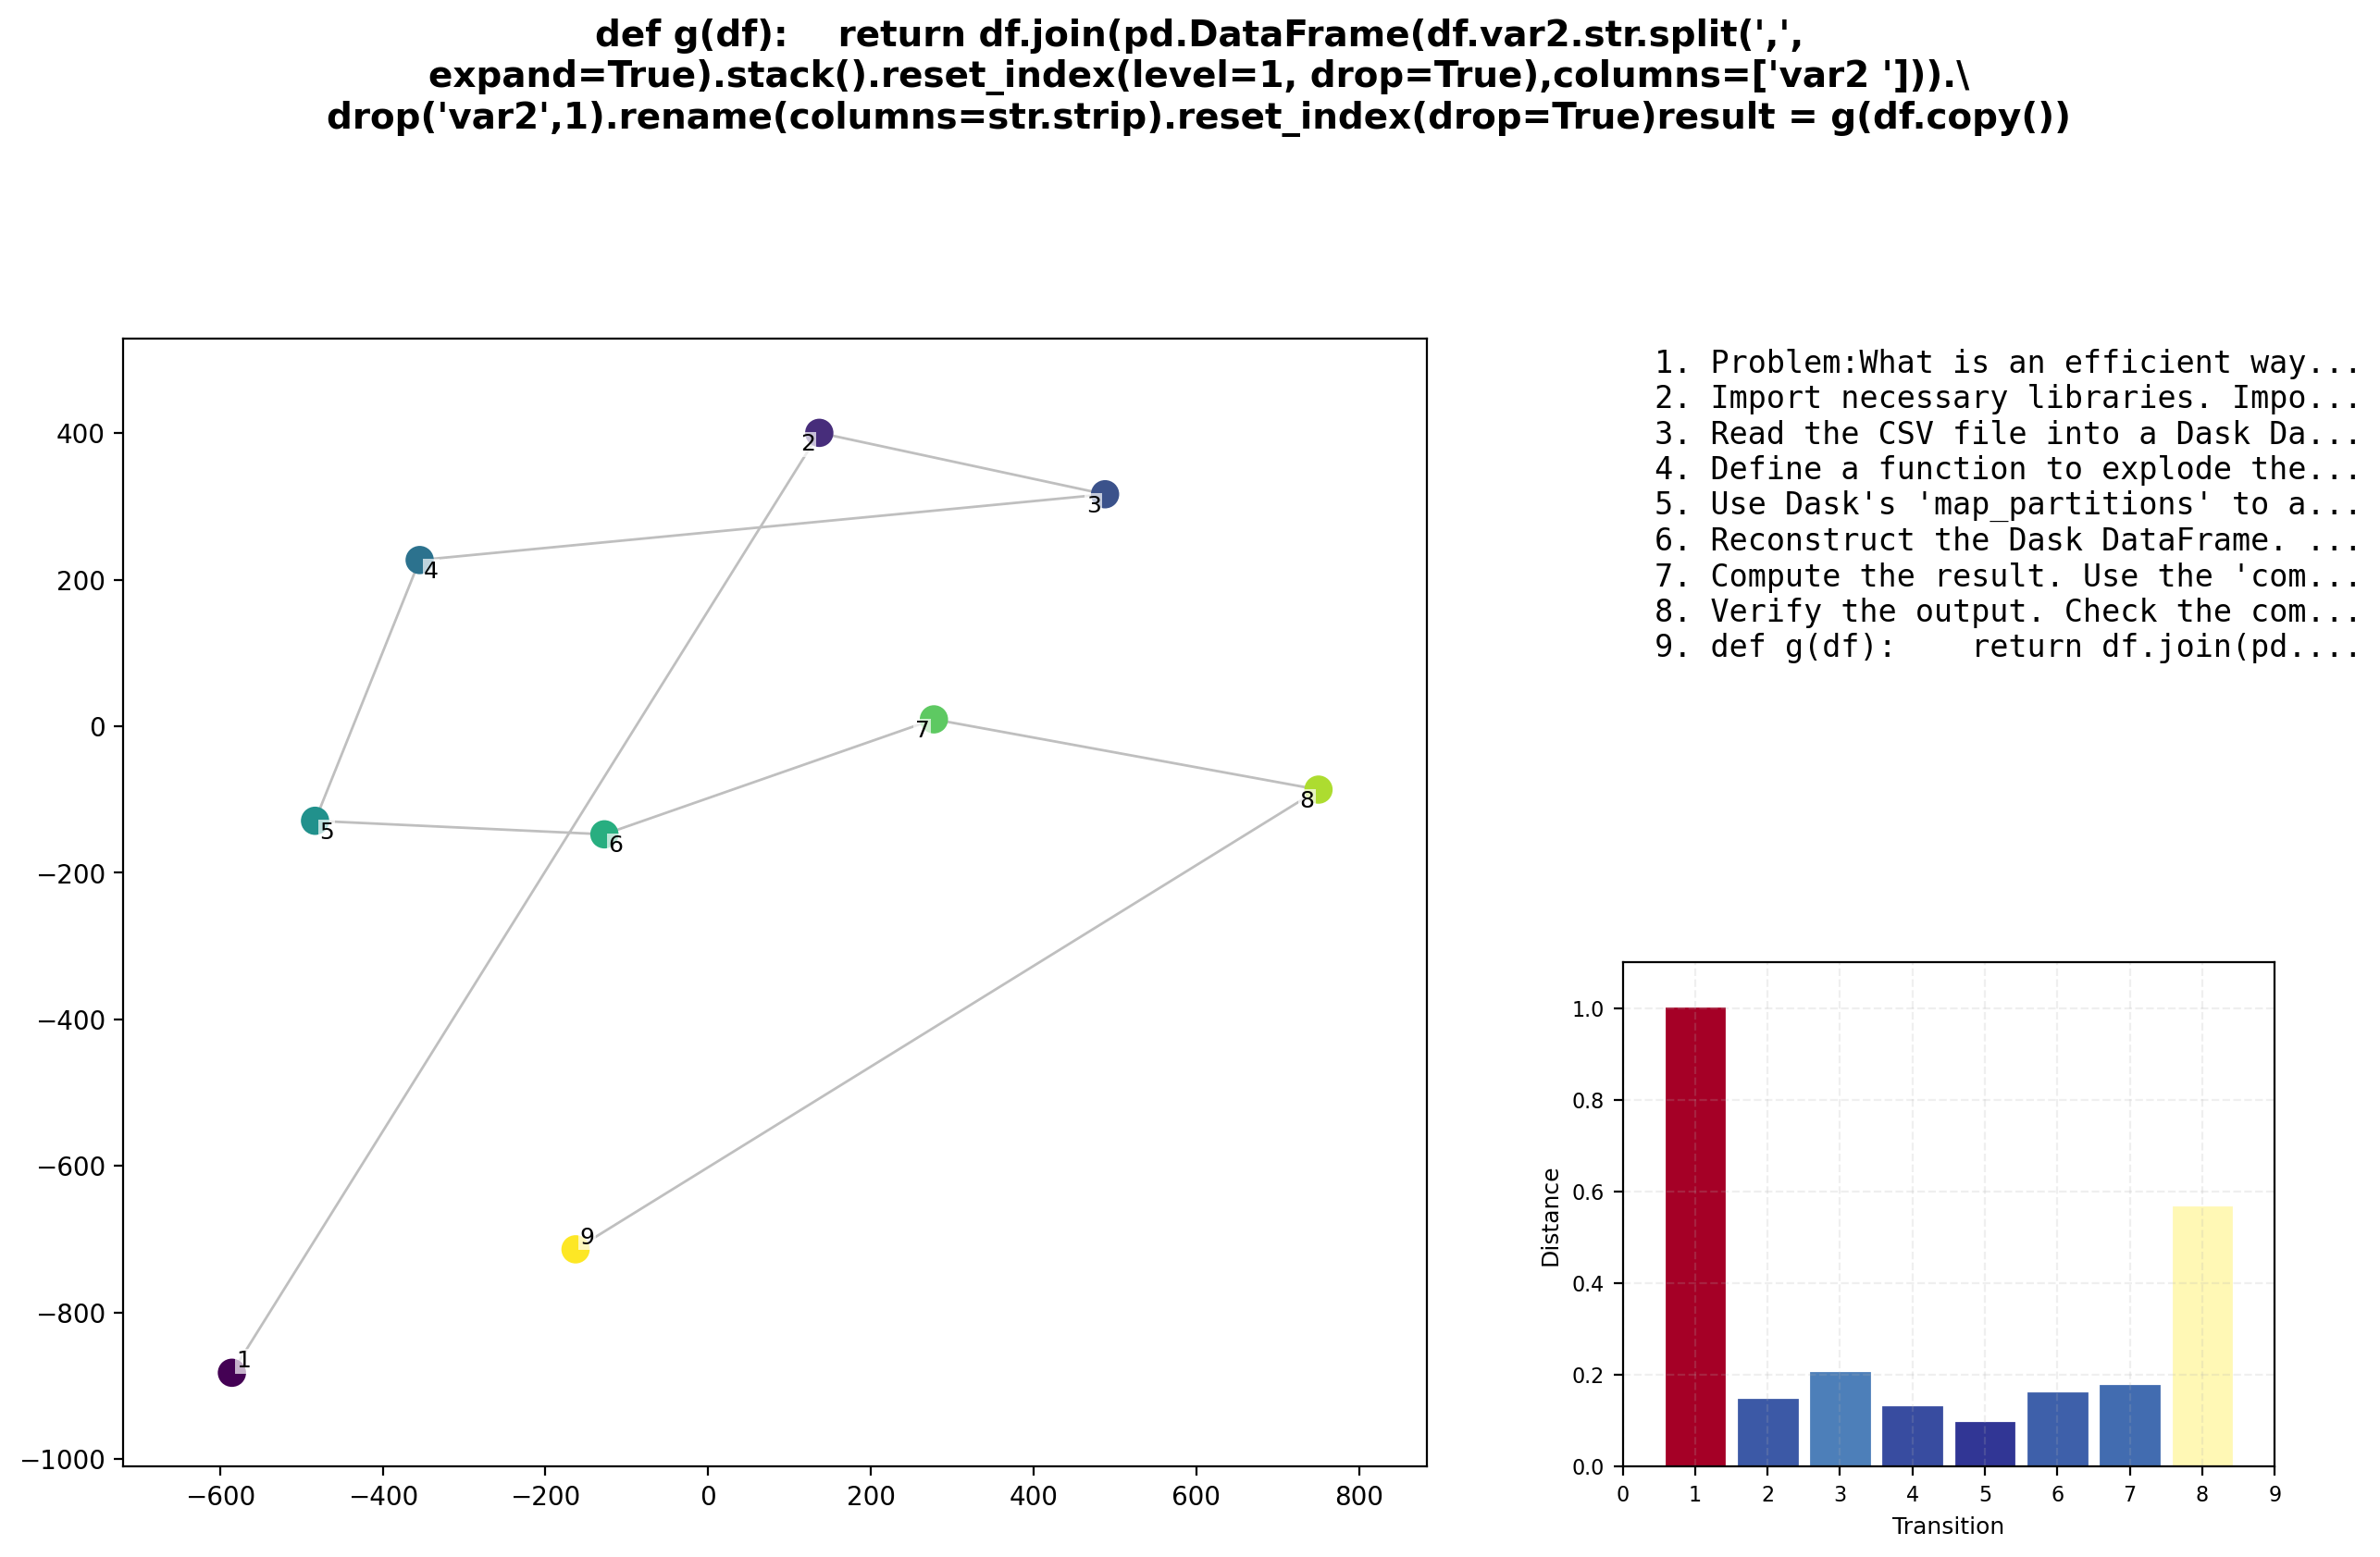 def g(df):    return df.join(pd.DataFrame(df.var2.str.split(',',
expand=True).stack().reset_index(level=1, drop=True),columns=['var2 '])).\
drop('var2',1).rename(columns=str.strip).reset_index(drop=True)result = g(df.copy())
400
200
0
−200
−400
−600
−800
−1000
−600
−400
−200
0
200
400
600
800
1
2
3
4
5
6
7
8
9
1. Problem:What is an efficient way...
2. Import necessary libraries. Impo...
3. Read the CSV file into a Dask Da...
4. Define a function to explode the...
5. Use Dask's 'map_partitions' to a...
6. Reconstruct the Dask DataFrame. ...
7. Compute the result. Use the 'com...
8. Verify the output. Check the com...
9. def g(df):    return df.join(pd....
1.0
0.8
0.6
0.4
0.2
0.0
Distance
0
1
2
3
4
5
6
7
8
9
Transition